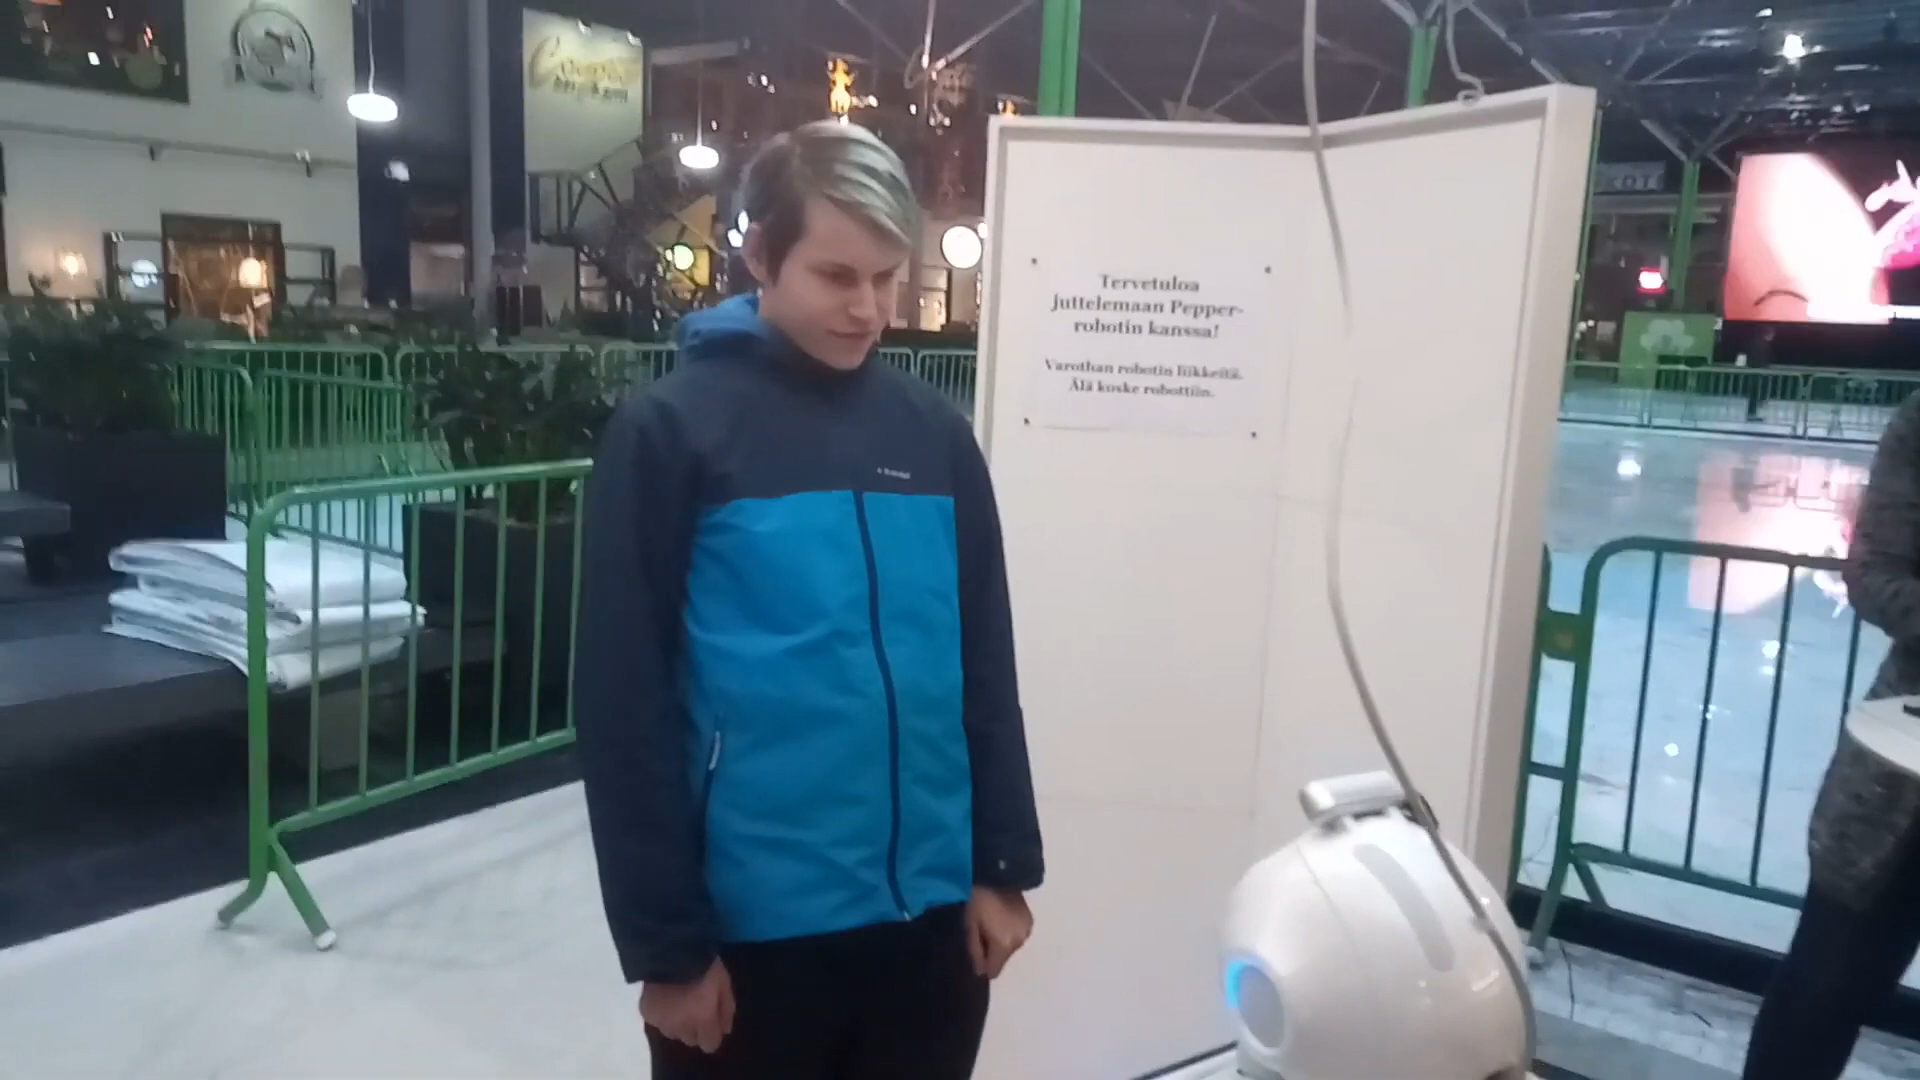 Tervetuloa
juttelemaan Pepper-
robotin kanssa!
Varothan robotin liikkeitä.
Älä koske robottiin.